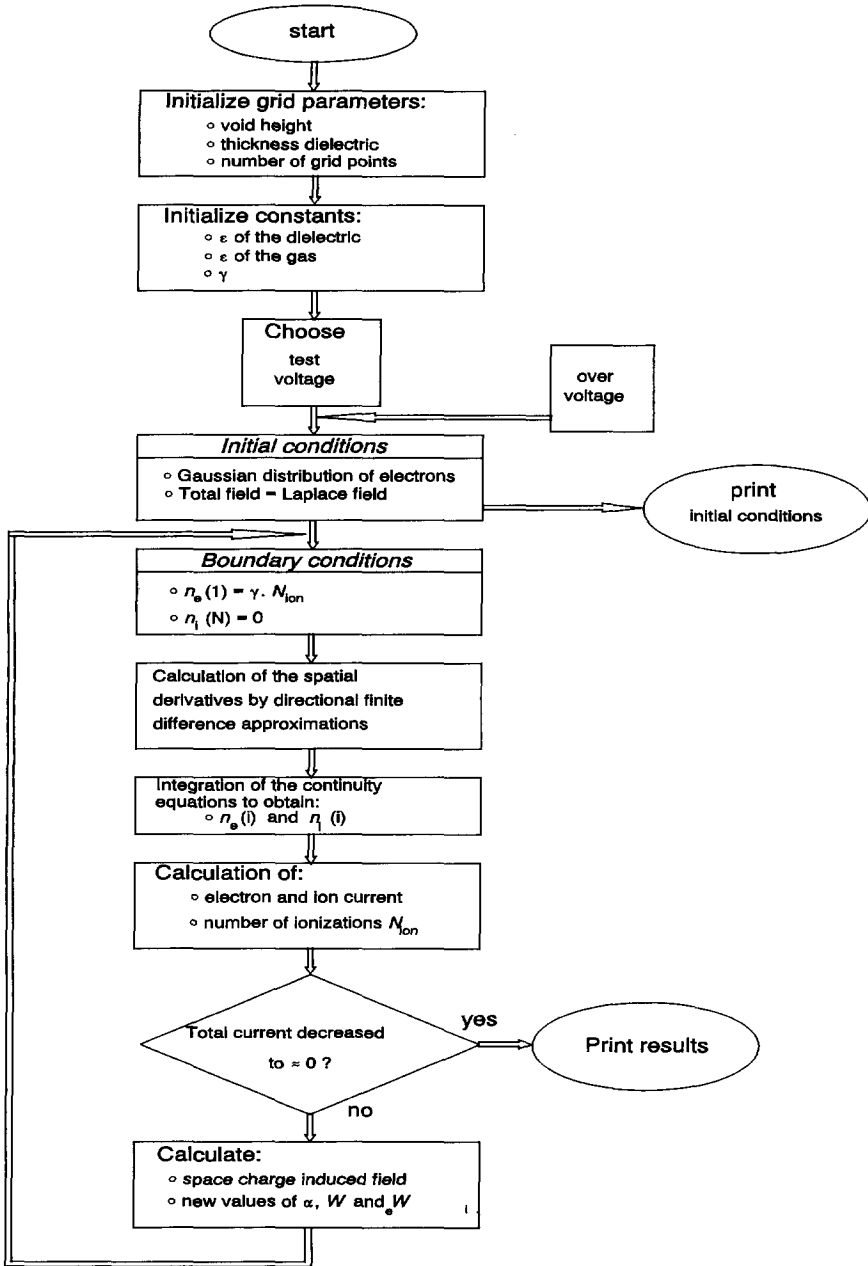 start
Initialize grid parameters:
○ void height
○ thickness dielectric
○ number of grid points
Initialize constants:
○ ε of the dielectric
○ ε of the gas
○ γ
Choose
test
voltage
over
voltage
Initial conditions
○ Gaussian distribution of electrons
○ Total field = Laplace field
print
initial conditions
Boundary conditions
○ nₑ(1) = γ. Nion
○ nᵢ (N) = 0
Calculation of the spatial
derivatives by directional finite
difference approximations
Integration of the continuity
equations to obtain:
○ nₑ(i) and nᵢ (i)
Calculation of:
○ electron and ion current
○ number of ionizations Nion
Total current decreased
to ≈ 0 ?
yes
Print results
no
Calculate:
○ space charge induced field
○ new values of α, W and ₑW i .